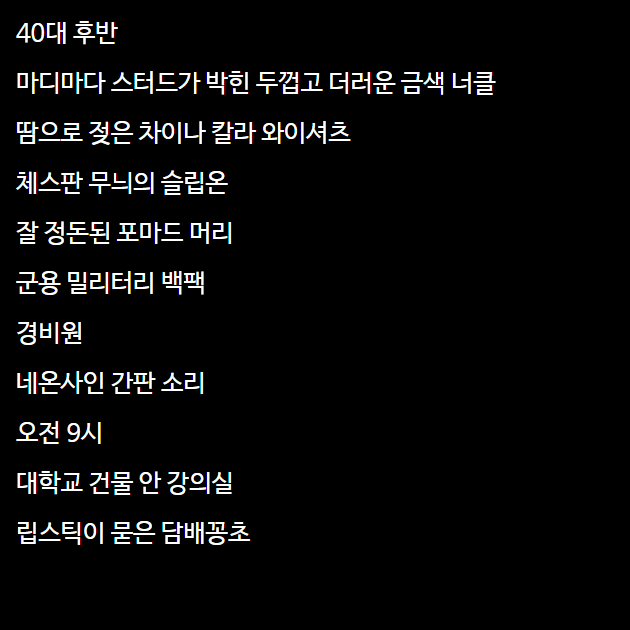 40대 후반
마디마다 스터드가 박힌 두껍고 더러운 금색 너클
땀으로 젖은 차이나 칼라 와이셔츠
체스판 무늬의 슬립온
잘 정돈된 포마드 머리
군용 밀리터리 백팩
경비원
네온사인 간판 소리
오전 9시
대학교 건물 안 강의실
립스틱이 묻은 담배꽁초